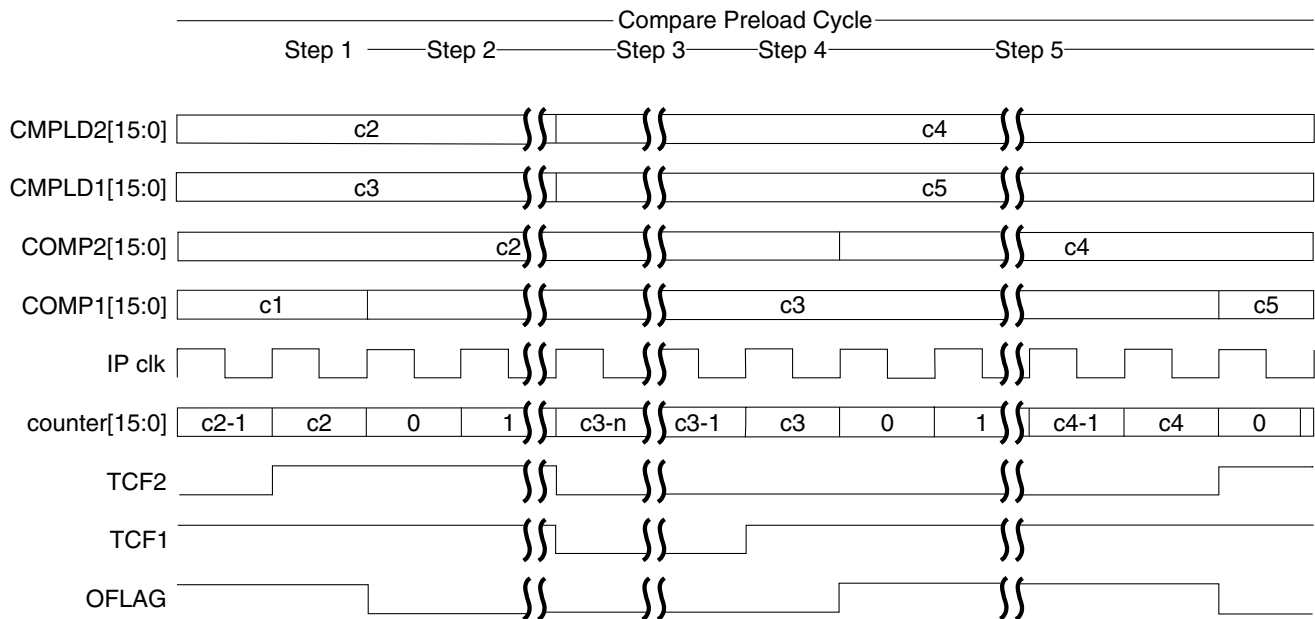 Compare Preload Cycle
Step 1 Step 2 Step 3 Step 4 Step 5
CMPLD2[15:0] c2 c4
CMPLD1[15:0] c3 c5
COMP2[15:0] c2 c4
COMP1[15:0] c1 c3 c5
IP clk
counter[15:0] c2-1 c2 0 1 c3-n c3-1 c3 0 1 c4-1 c4 0
TCF2
TCF1
OFLAG